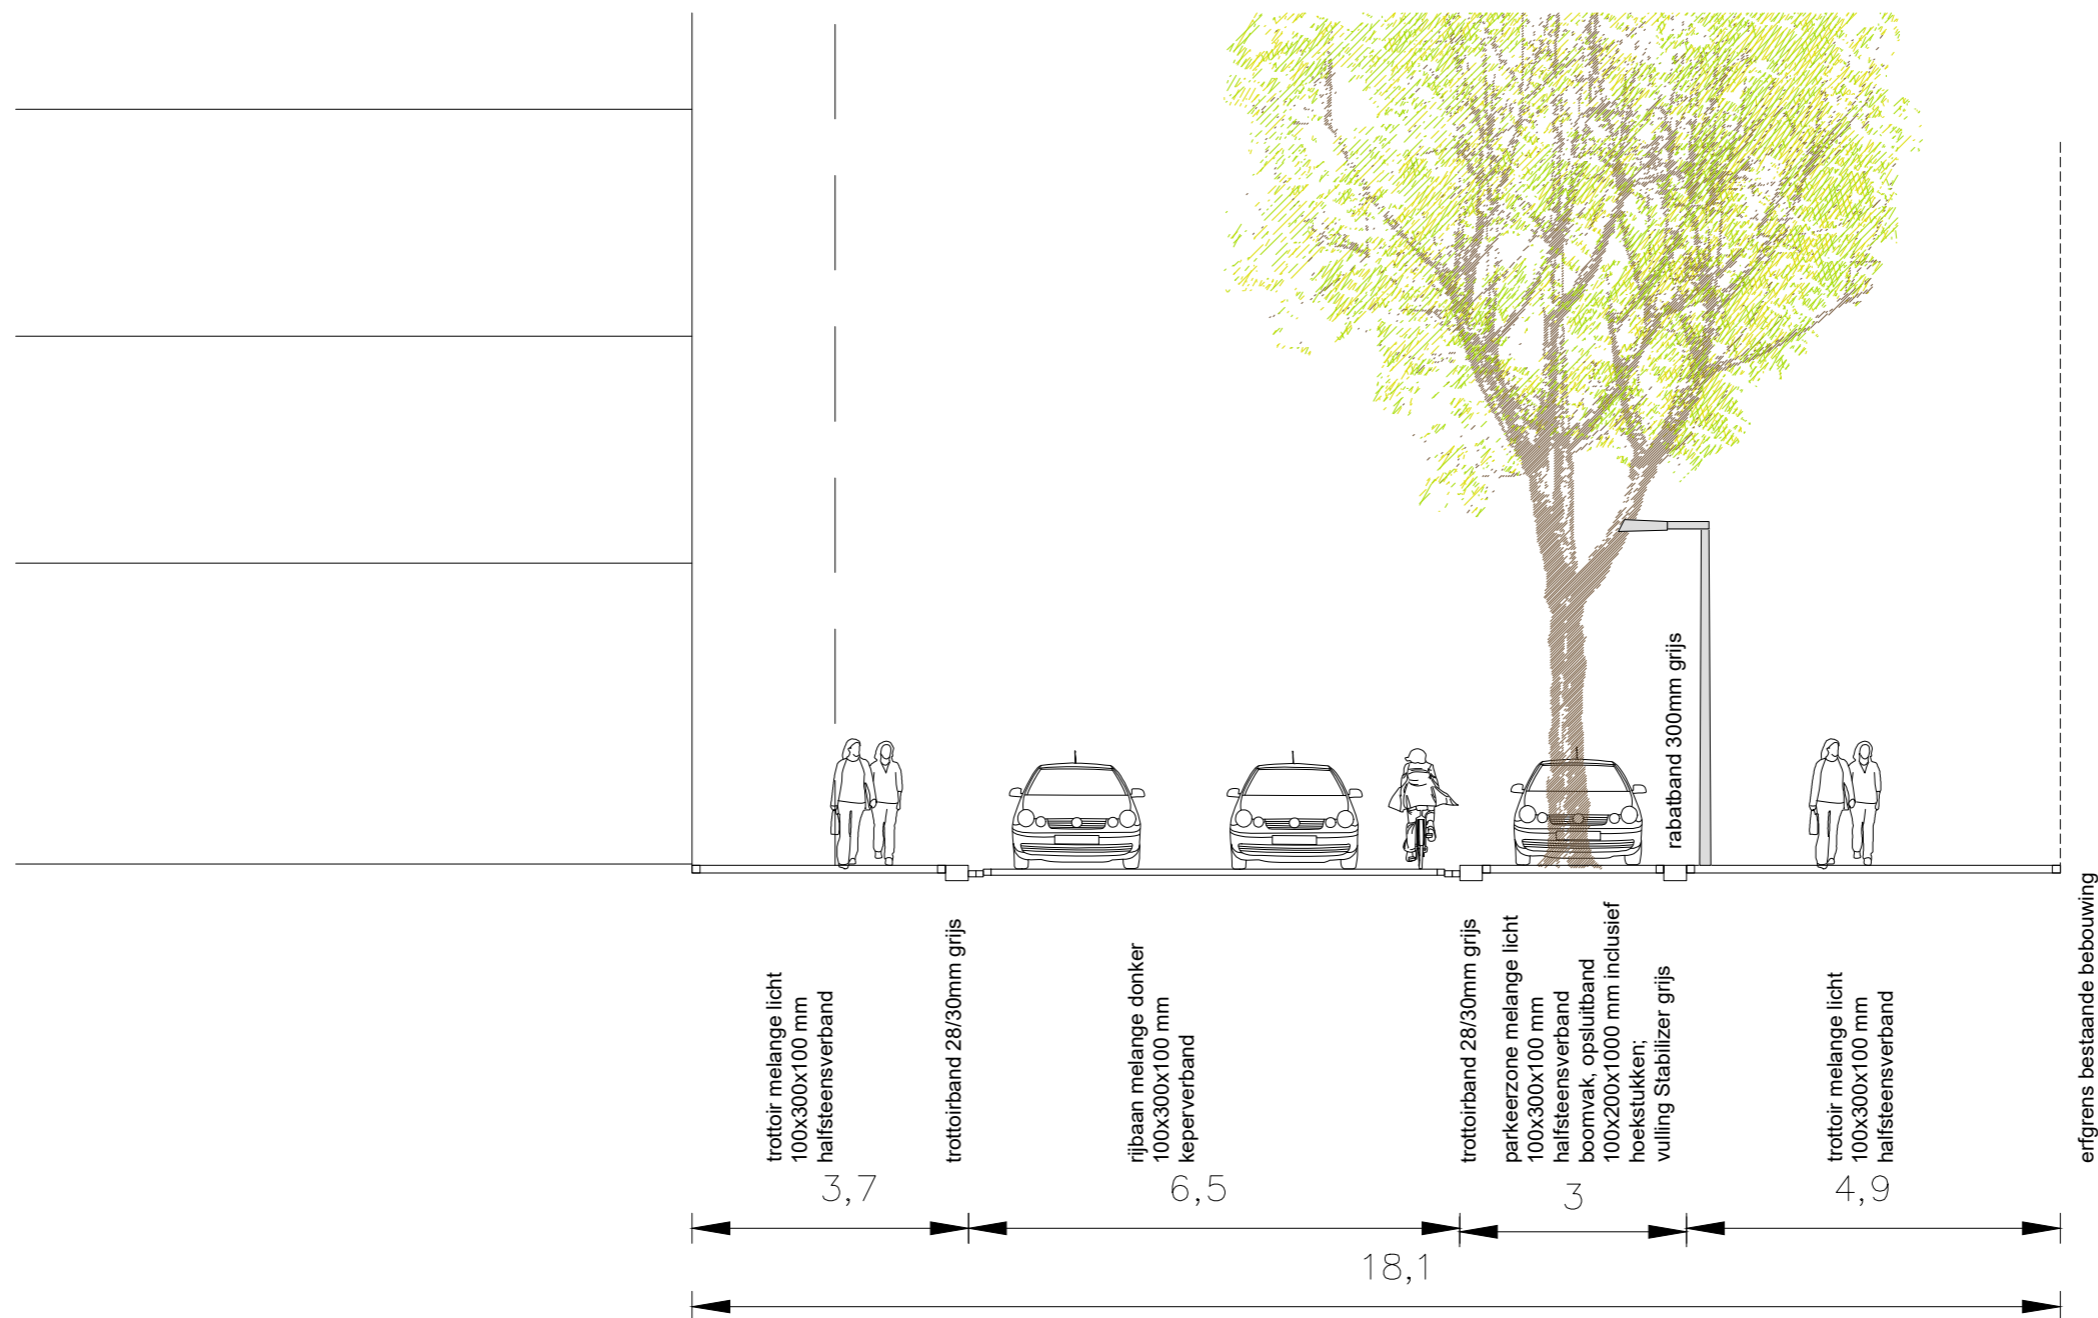 rabatband 300mm grijs
trottoir melange licht
100x300x100 mm
halfsteensverband
trottoirband 28/30mm grijs
rijbaan melange donker
100x300x100 mm
keperverband
trottoirband 28/30mm grijs
parkeerzone melange licht
100x300x100 mm
halfsteensverband
boomvak, opsluitband
100x200x1000 mm inclusief
hoekstukken;
vulling Stabilizer grijs
trottoir melange licht
100x300x100 mm
halfsteensverband
erfgrens bestaande bebouwing
3,7
6,5
3
4,9
18,1